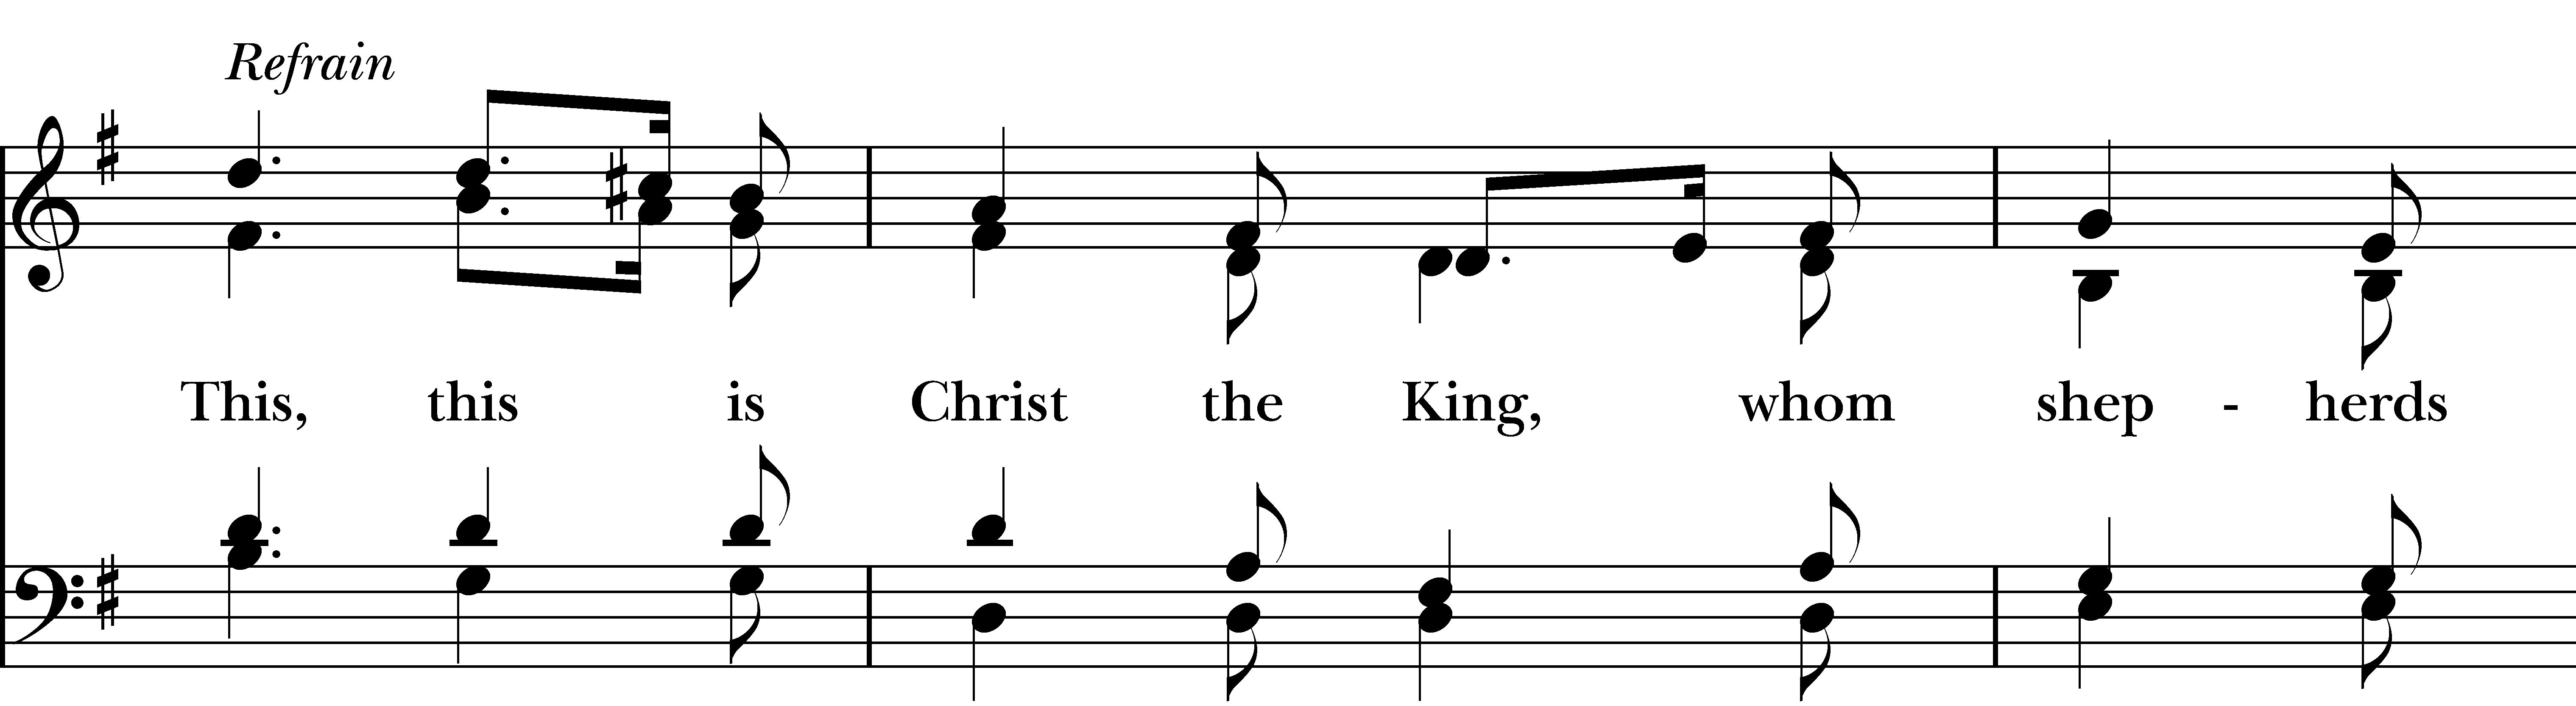 Refrain
This, this is Christ the King, whom shep - herds